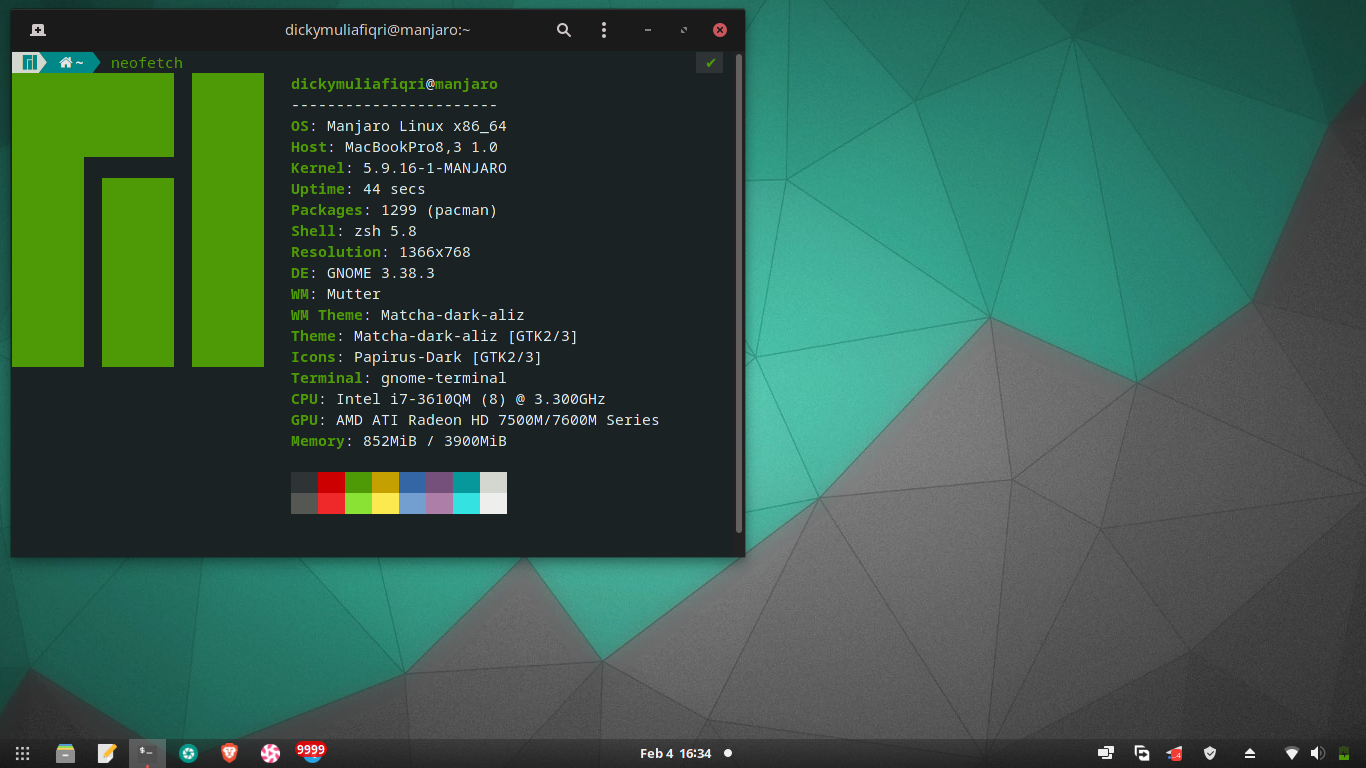 dickymuliafiqri@manjaro:~
~ neofetch
dickymuliafiqri@manjaro
-----------------------
OS: Manjaro Linux x86_64
Host: MacBookPro8,3 1.0
Kernel: 5.9.16-1-MANJARO
Uptime: 44 secs
Packages: 1299 (pacman)
Shell: zsh 5.8
Resolution: 1366x768
DE: GNOME 3.38.3
WM: Mutter
WM Theme: Matcha-dark-aliz
Theme: Matcha-dark-aliz [GTK2/3]
Icons: Papirus-Dark [GTK2/3]
Terminal: gnome-terminal
CPU: Intel i7-3610QM (8) @ 3.300GHz
GPU: AMD ATI Radeon HD 7500M/7600M Series
Memory: 852MiB / 3900MiB
$_
9999
Feb 4 16:34